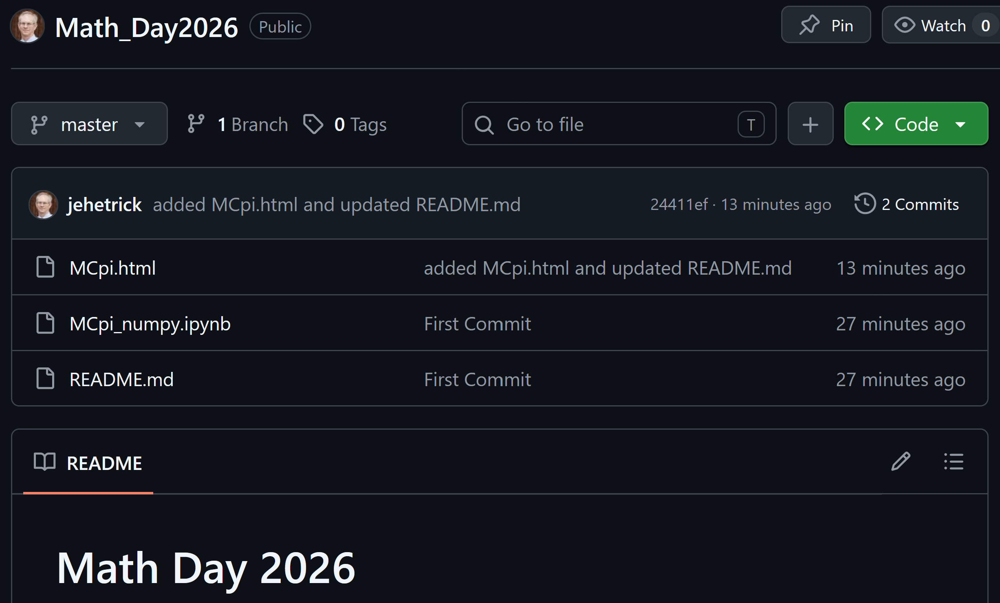 Math_Day2026 Public Pin Watch 0
master 1 Branch 0 Tags Go to file T + Code
jehetrick added MCpi.html and updated README.md 24411ef · 13 minutes ago 2 Commits
MCpi.html added MCpi.html and updated README.md 13 minutes ago
MCpi_numpy.ipynb First Commit 27 minutes ago
README.md First Commit 27 minutes ago
README
Math Day 2026